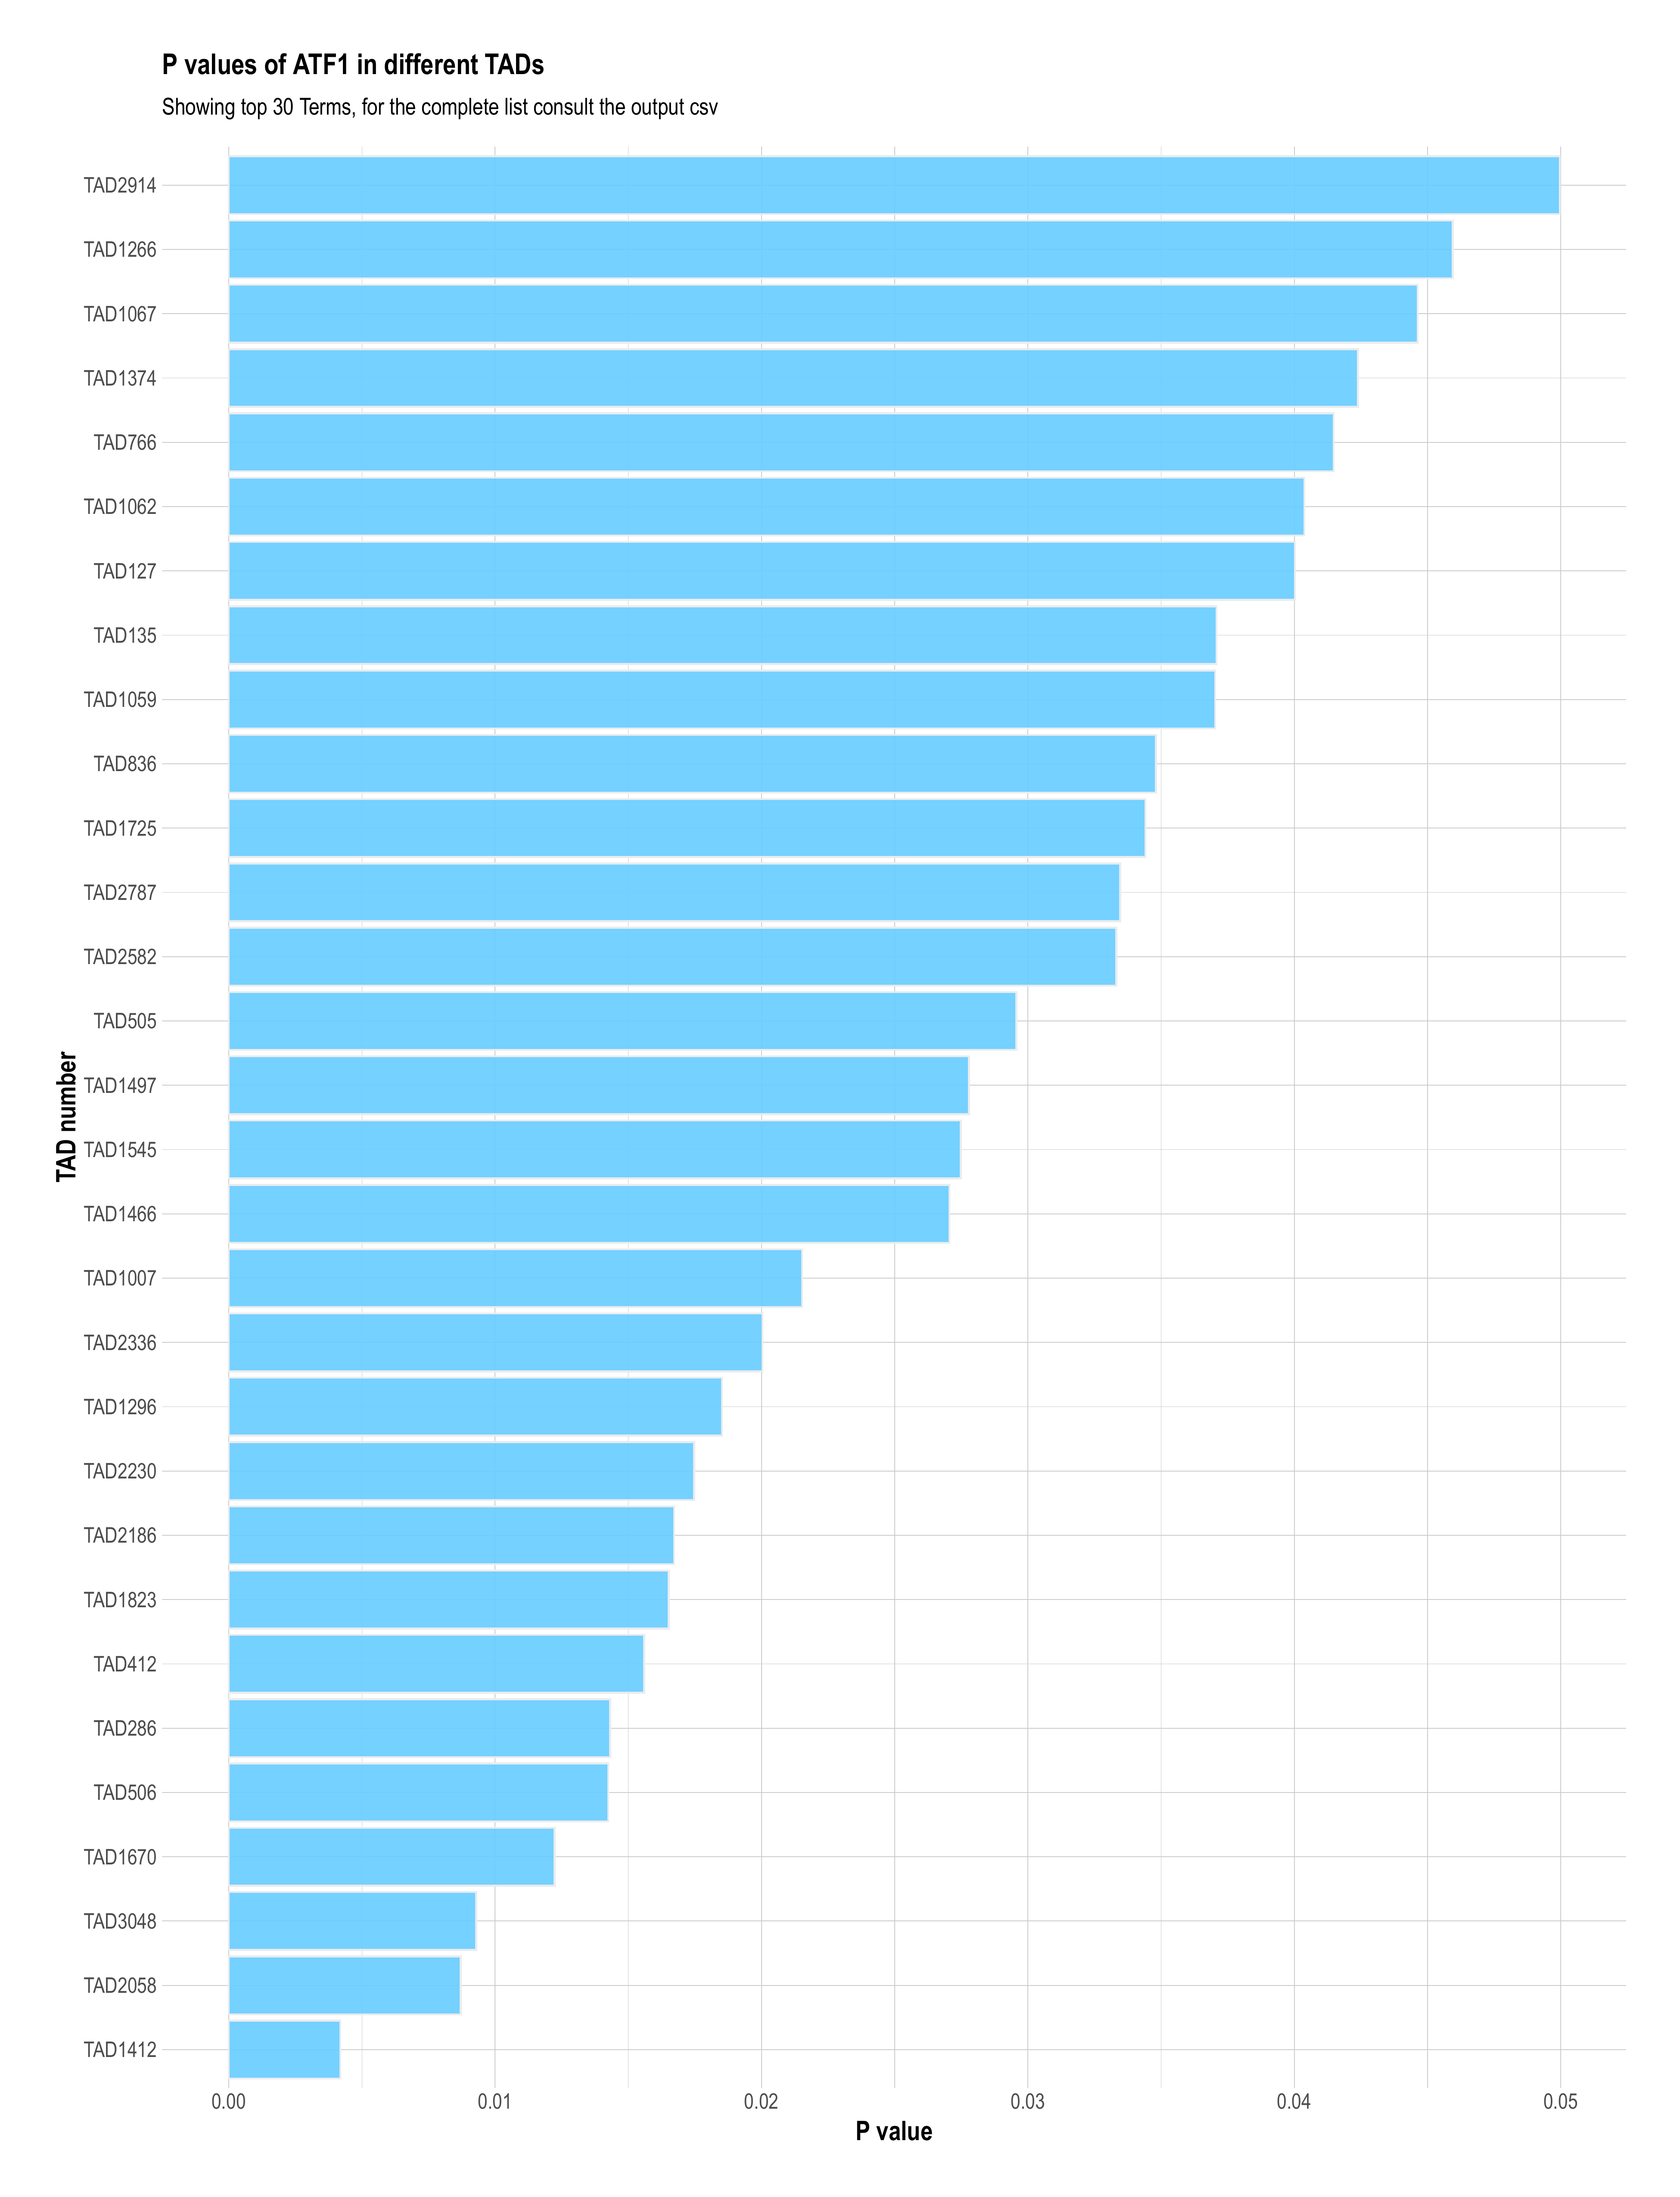 P values of ATF1 in different TADs
Showing top 30 Terms, for the complete list consult the output csv
TAD number
TAD2914
TAD1266
TAD1067
TAD1374
TAD766
TAD1062
TAD127
TAD135
TAD1059
TAD836
TAD1725
TAD2787
TAD2582
TAD505
TAD1497
TAD1545
TAD1466
TAD1007
TAD2336
TAD1296
TAD2230
TAD2186
TAD1823
TAD412
TAD286
TAD506
TAD1670
TAD3048
TAD2058
TAD1412
0.00 0.01 0.02 0.03 0.04 0.05
P value